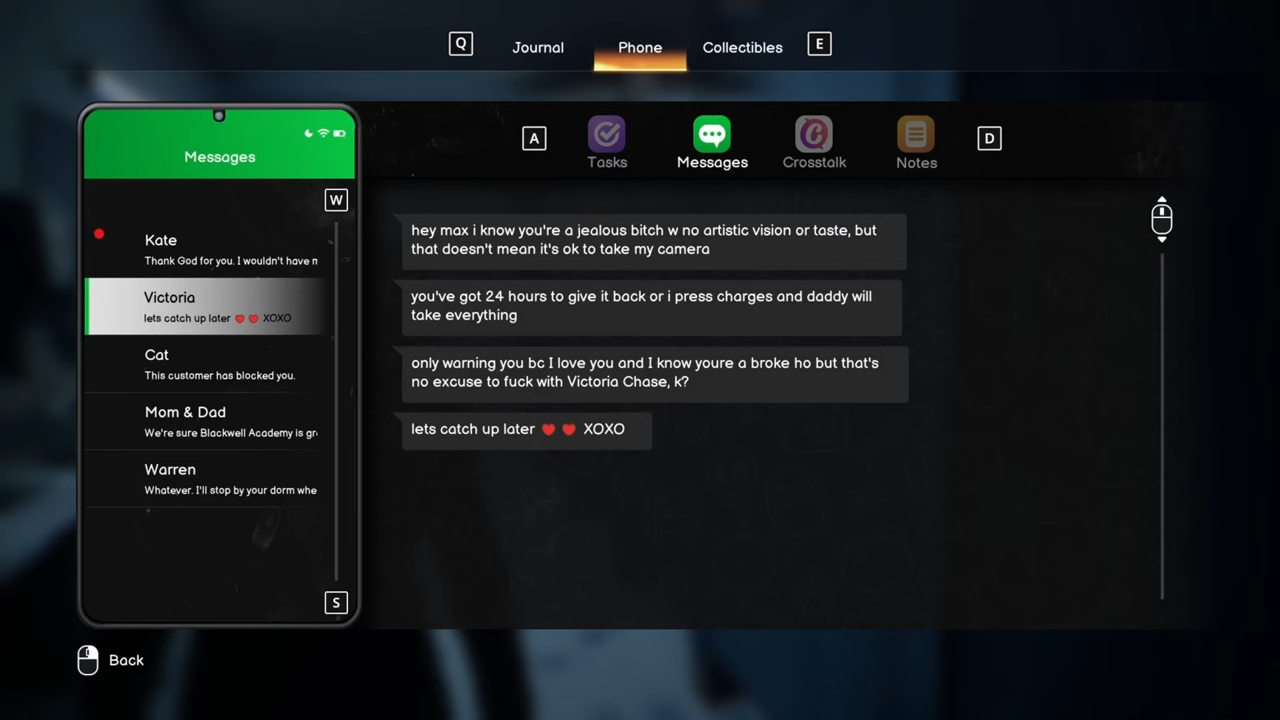 Q Journal Phone Collectibles E
Messages
W
Kate
Thank God for you. I wouldn't have
Victoria
lets catch up later ❤️ ❤️ XOXO
Cat
This customer has blocked you.
Mom & Dad
We're sure Blackwell Academy is
Warren
Whatever. I'll stop by your dorm
S
A Tasks Messages Crosstalk Notes D
hey max i know you're a jealous bitch w no artistic vision or taste, but
that doesn't mean it's ok to take my camera
you've got 24 hours to give it back or i press charges and daddy will
take everything
only warning you bc I love you and I know youre a broke ho but that's
no excuse to fuck with Victoria Chase, k?
lets catch up later ❤️ ❤️ XOXO
Back